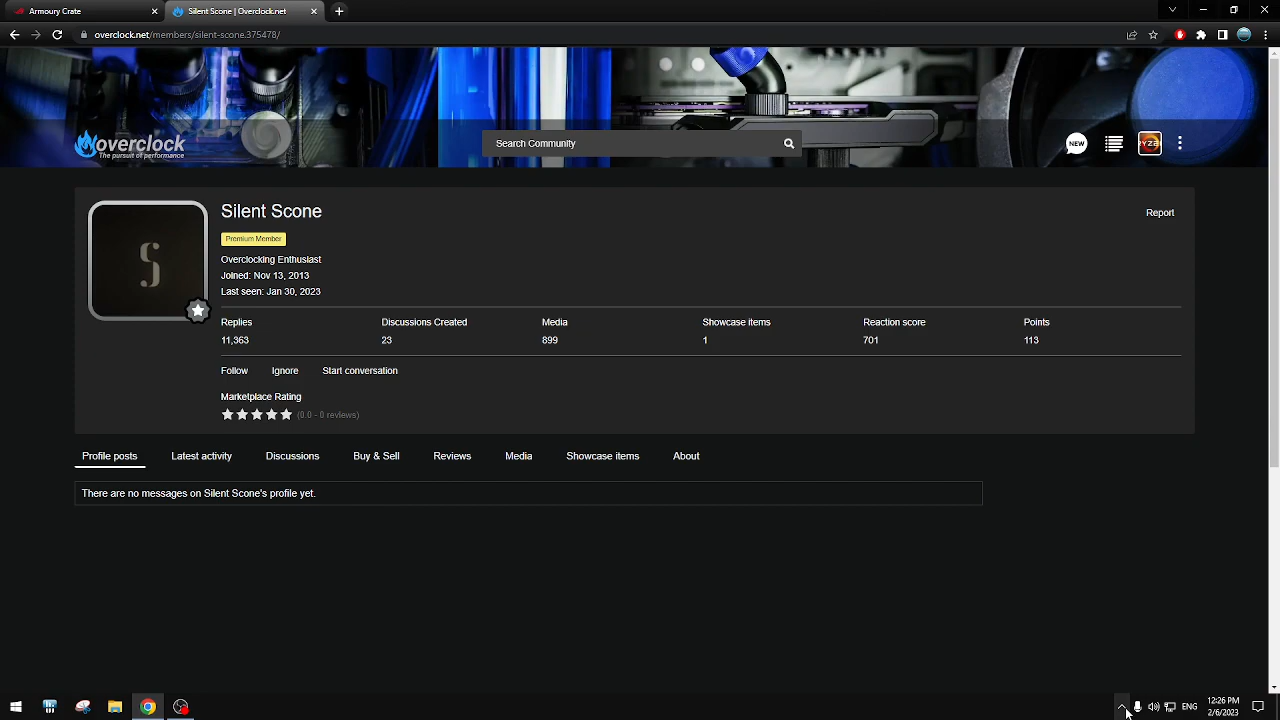 Armoury Crate
Silent Scone | Overclock.net
overclock.net/members/silent-scone.375478/
overclock
The pursuit of performance
Search Community
NEW
RYZE
Silent Scone
Report
Premium Member
Overclocking Enthusiast
Joined: Nov 13, 2013
Last seen: Jan 30, 2023
Replies Discussions Created Media Showcase items Reaction score Points
11,363 23 899 1 701 113
Follow Ignore Start conversation
Marketplace Rating
(0.0 - 0 reviews)
Profile posts Latest activity Discussions Buy & Sell Reviews Media Showcase items About
There are no messages on Silent Scone's profile yet.
ENG
12:26 PM
2/6/2023